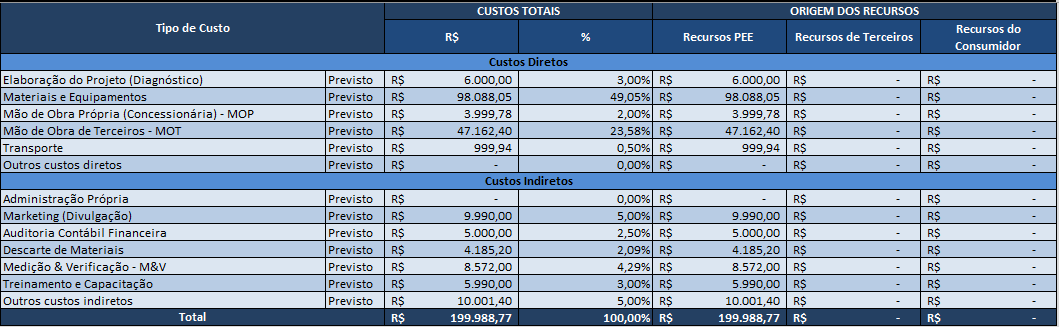 Tipo de Custo CUSTOS TOTAIS ORIGEM DOS RECURSOS
R$ % Recursos PEE Recursos de Terceiros Recursos do Consumidor
Custos Diretos
Elaboração do Projeto (Diagnóstico) Previsto R$ 6.000,00 3,00% R$ 6.000,00 R$ - R$ -
Materiais e Equipamentos Previsto R$ 98.088,05 49,05% R$ 98.088,05 R$ - R$ -
Mão de Obra Própria (Concessionária) - MOP Previsto R$ 3.999,78 2,00% R$ 3.999,78 R$ - R$ -
Mão de Obra de Terceiros - MOT Previsto R$ 47.162,40 23,58% R$ 47.162,40 R$ - R$ -
Transporte Previsto R$ 999,94 0,50% R$ 999,94 R$ - R$ -
Outros custos diretos Previsto R$ - 0,00% R$ - R$ - R$ -
Custos Indiretos
Administração Própria Previsto R$ - 0,00% R$ - R$ - R$ -
Marketing (Divulgação) Previsto R$ 9.990,00 5,00% R$ 9.990,00 R$ - R$ -
Auditoria Contábil Financeira Previsto R$ 5.000,00 2,50% R$ 5.000,00 R$ - R$ -
Descarte de Materiais Previsto R$ 4.185,20 2,09% R$ 4.185,20 R$ - R$ -
Medição & Verificação - M&V Previsto R$ 8.572,00 4,29% R$ 8.572,00 R$ - R$ -
Treinamento e Capacitação Previsto R$ 5.990,00 3,00% R$ 5.990,00 R$ - R$ -
Outros custos indiretos Previsto R$ 10.001,40 5,00% R$ 10.001,40 R$ - R$ -
Total R$ 199.988,77 100,00% R$ 199.988,77 R$ - R$ -